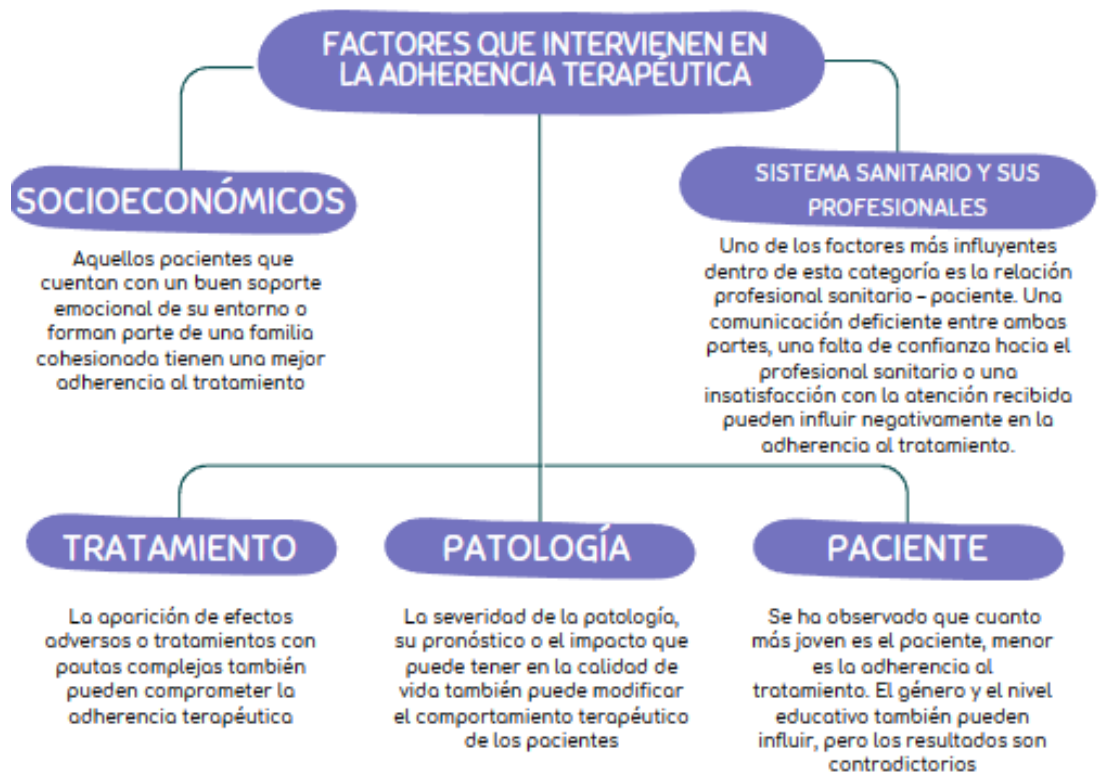 FACTORES QUE INTERVIENEN EN
LA ADHERENCIA TERAPÉUTICA
SOCIOECONÓMICOS
Aquellos pacientes que
cuentan con un buen soporte
emocional de su entorno o
forman parte de una familia
cohesionada tienen una mejor
adherencia al tratamiento
SISTEMA SANITARIO Y SUS
PROFESIONALES
Uno de los factores más influyentes
dentro de esta categoría es la relación
profesional sanitario – paciente. Una
comunicación deficiente entre ambas
partes, una falta de confianza hacia el
profesional sanitario o una
insatisfacción con la atención recibida
pueden influir negativamente en la
adherencia al tratamiento.
TRATAMIENTO
La aparición de efectos
adversos o tratamientos con
pautas complejas también
pueden comprometer la
adherencia terapéutica
PATOLOGÍA
La severidad de la patología,
su pronóstico o el impacto que
puede tener en la calidad de
vida también puede modificar
el comportamiento terapéutico
de los pacientes
PACIENTE
Se ha observado que cuanto
más joven es el paciente, menor
es la adherencia al
tratamiento. El género y el nivel
educativo también pueden
influir, pero los resultados son
contradictorios